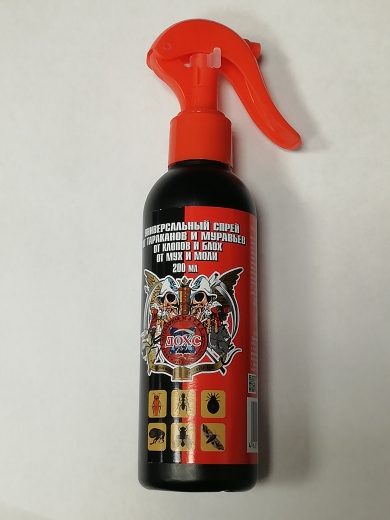 УНИВЕРСАЛЬНЫЙ СПРЕЙ
ОТ ТАРАКАНОВ И МУРАВЬЕВ
ОТ КЛОПОВ И БЛОХ
ОТ МУХ И МОЛИ
200 МЛ
ДОХС